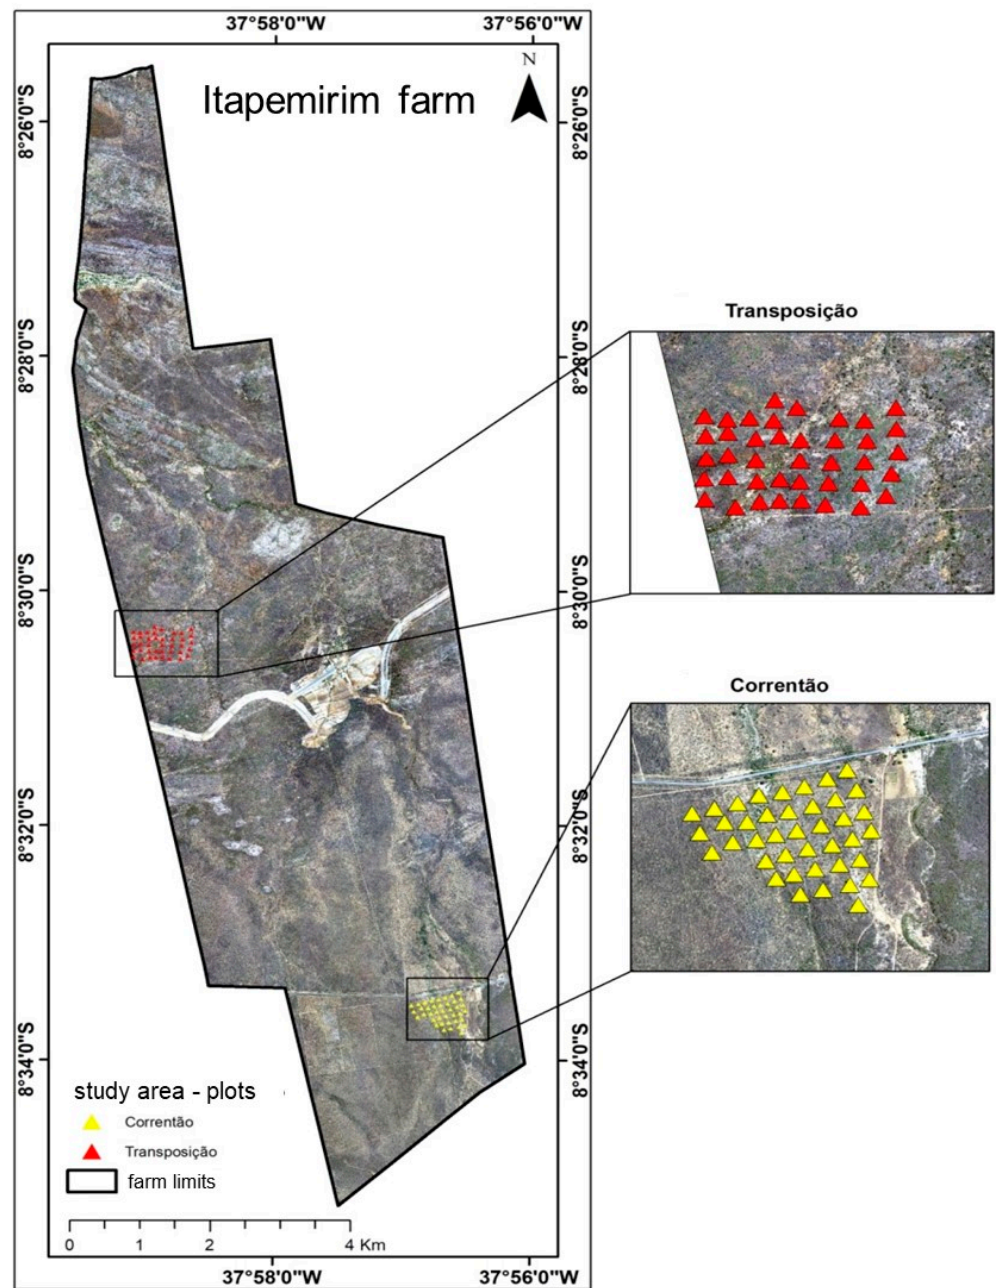 37°58'0"W
37°56'0"W
Itapemirim farm
N
8°26'0"S
8°26'0"S
8°28'0"S
8°28'0"S
8°30'0"S
8°30'0"S
8°32'0"S
8°32'0"S
8°34'0"S
8°34'0"S
Transposição
Correntão
study area - plots
Correntão
Transposição
farm limits
0 1 2 4 Km
37°58'0"W
37°56'0"W